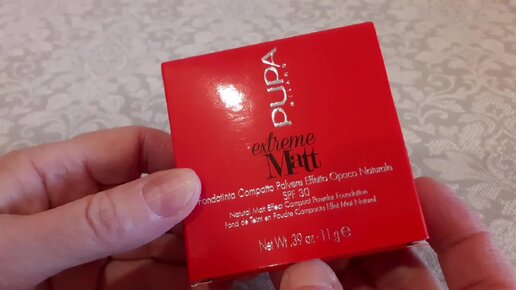 PUPA
MILANO
extreme
Matt
Fondotinta Compatto Polvere Effetto Opaco Naturale
SPF 30
Natural Matt Effect Compact Powder Foundation
Fond de Teint en Poudre Compacte Effet Mat Naturel
Net Wt .39 oz - 11 g ℮